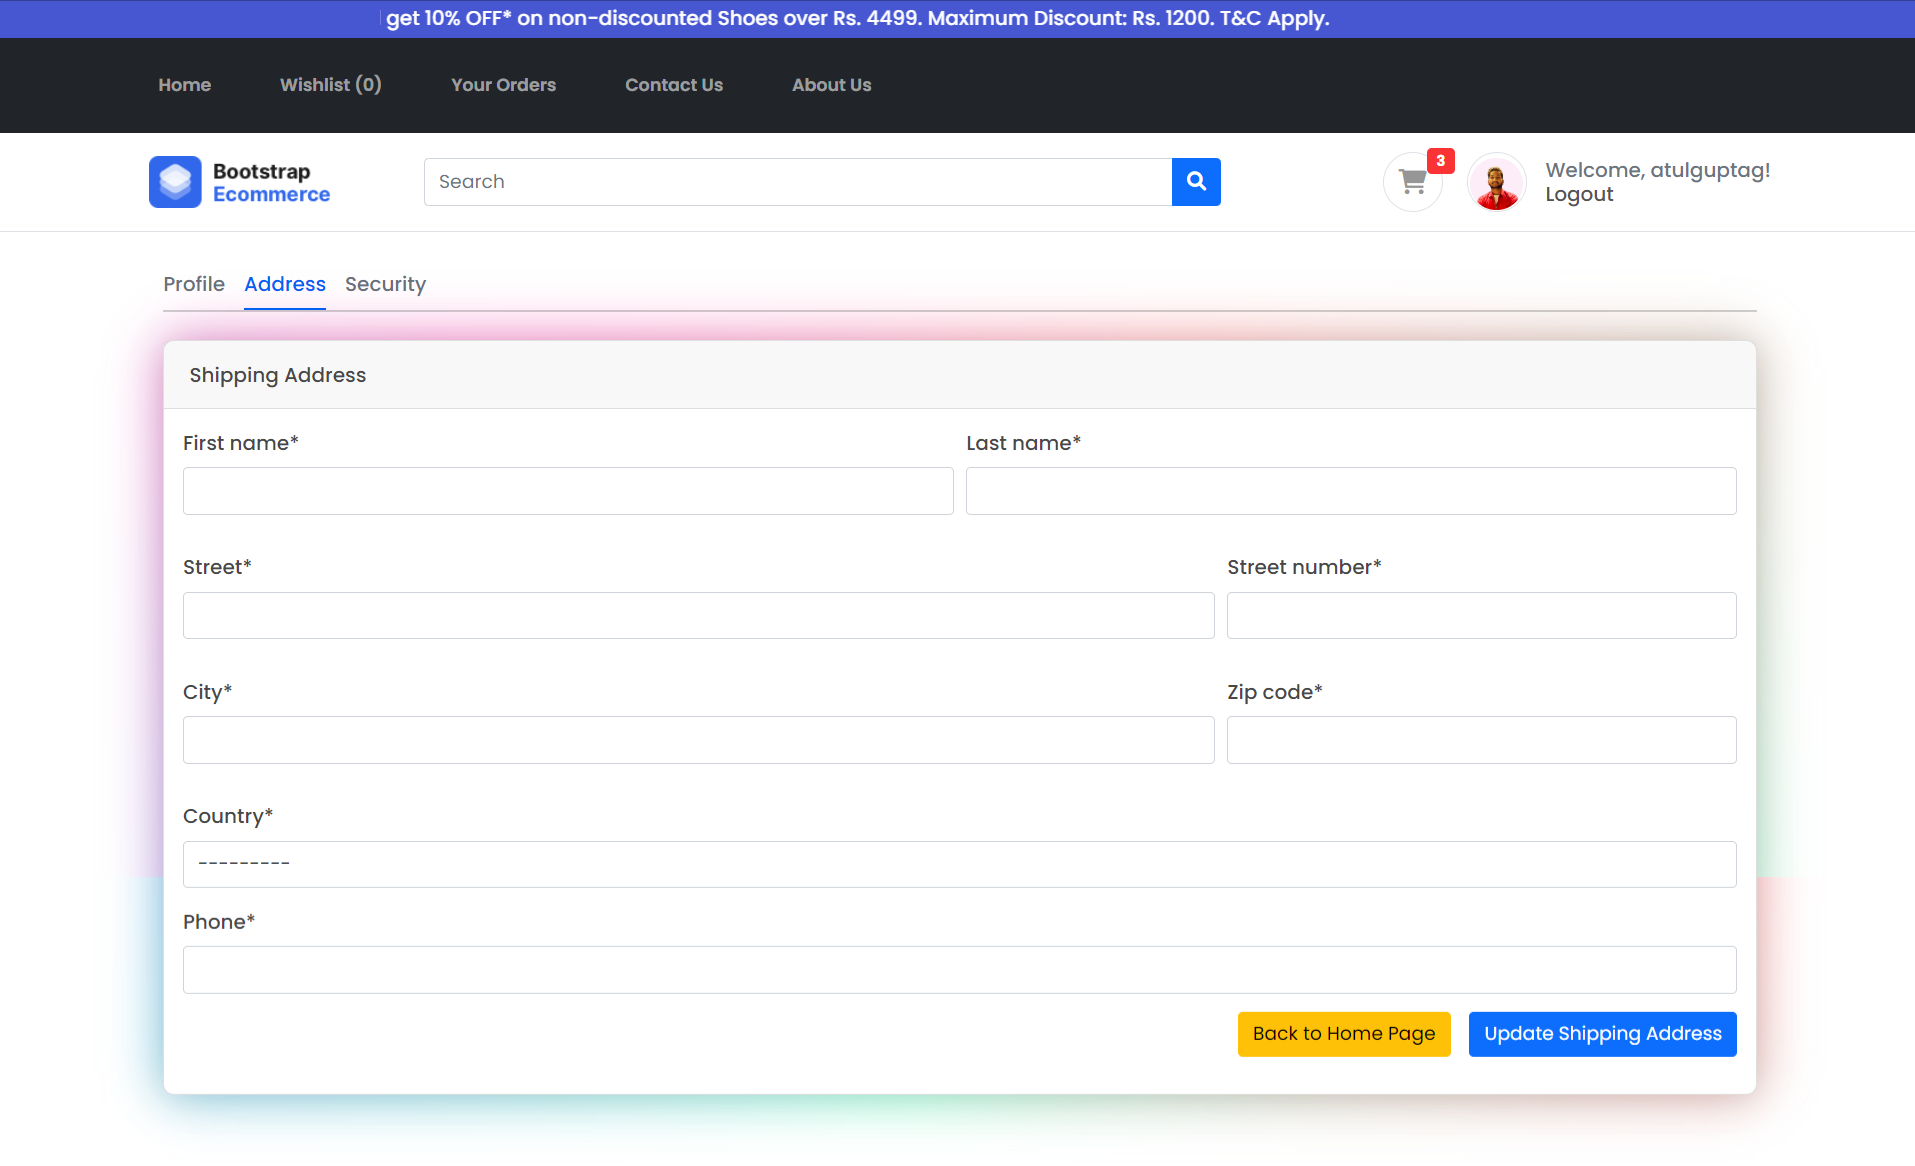 get 10% OFF* on non-discounted Shoes over Rs. 4499. Maximum Discount: Rs. 1200. T&C Apply.
Home Wishlist (0) Your Orders Contact Us About Us
Bootstrap
Ecommerce
Search
3
Welcome, atulguptag!
Logout
Profile Address Security
Shipping Address
First name* Last name*
Street* Street number*
City* Zip code*
Country*
---------
Phone*
Back to Home Page Update Shipping Address